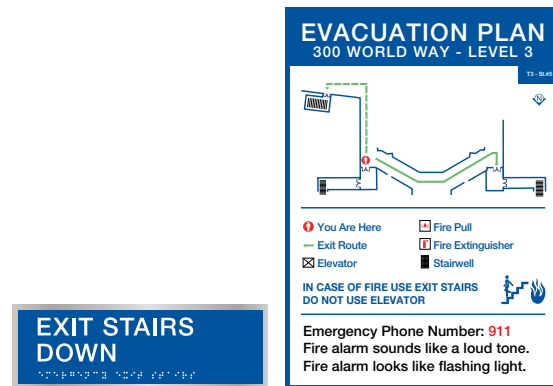 EXIT STAIRS
DOWN
EVACUATION PLAN
300 WORLD WAY - LEVEL 3
T3 - St.#5
N
You Are Here
Fire Pull
Exit Route
Fire Extinguisher
Elevator
Stairwell
IN CASE OF FIRE USE EXIT STAIRS
DO NOT USE ELEVATOR
Emergency Phone Number: 911
Fire alarm sounds like a loud tone.
Fire alarm looks like flashing light.